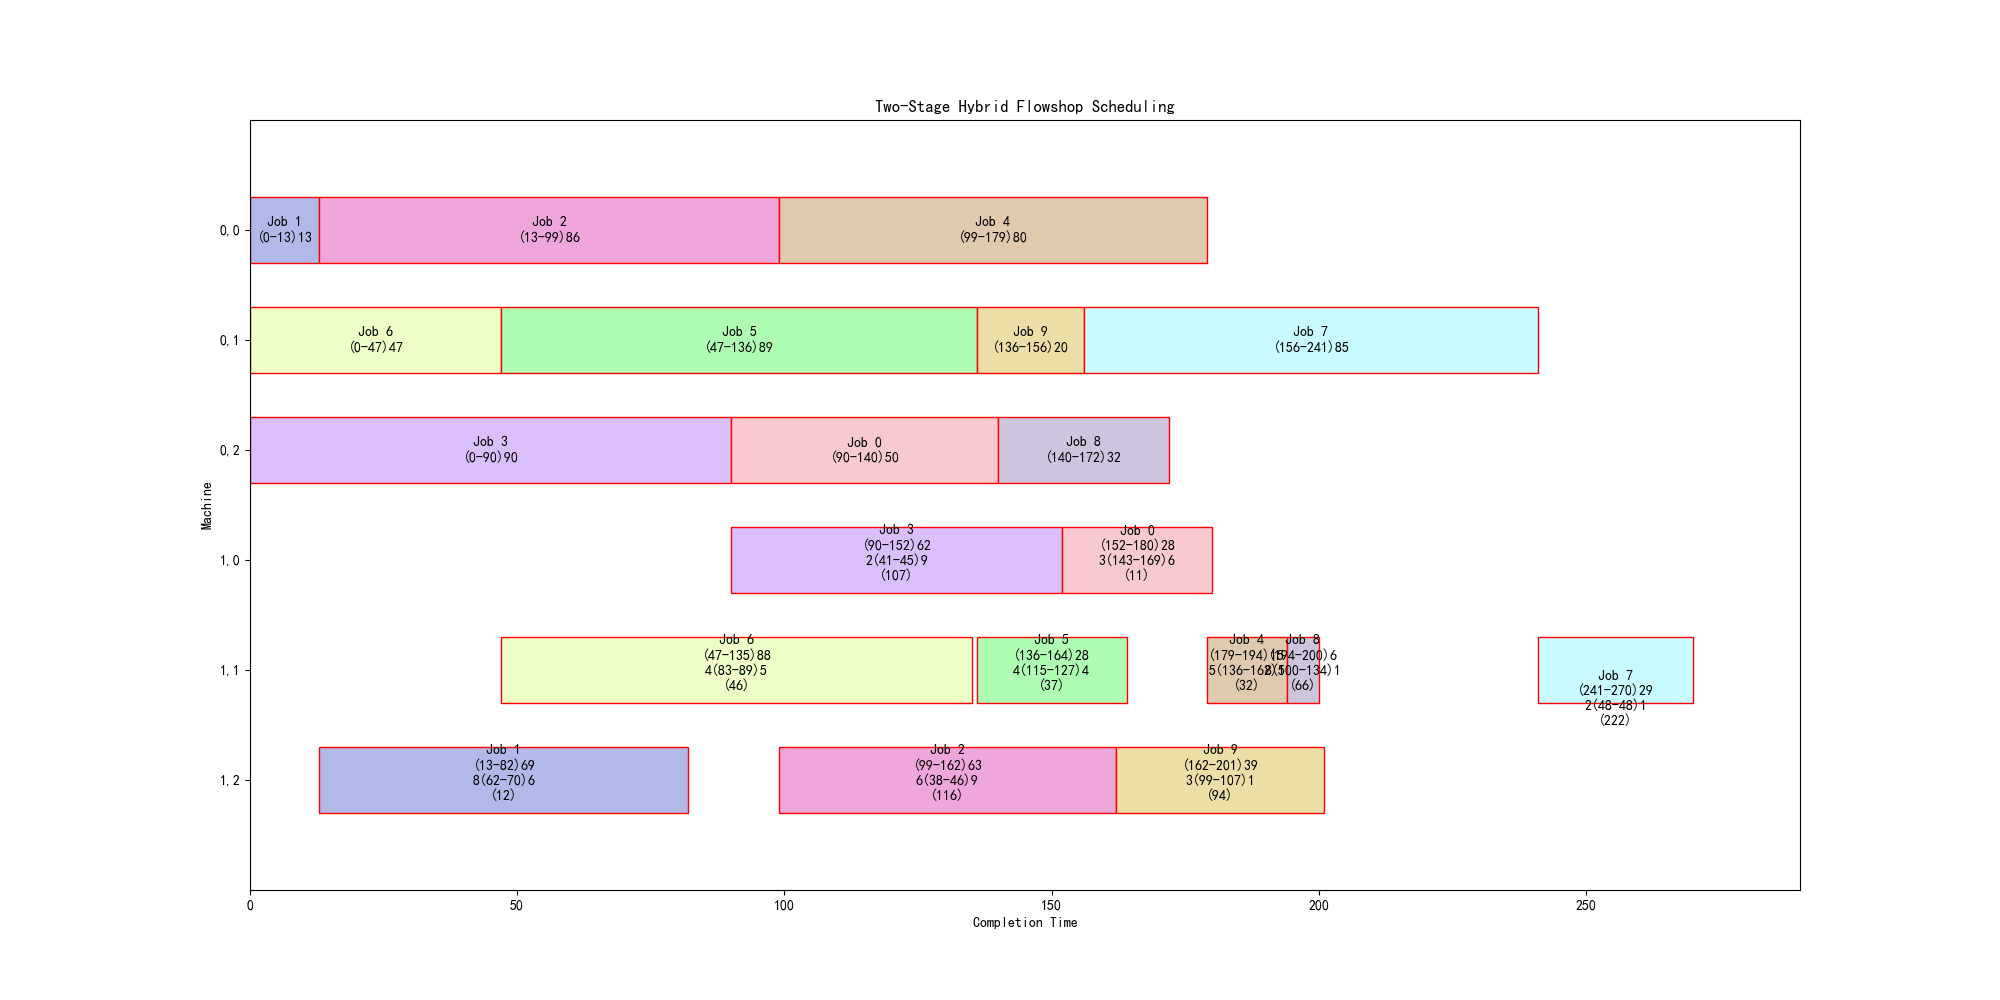 Two-Stage Hybrid Flowshop Scheduling
Job 1
(0-13)13
Job 2
(13-99)86
Job 4
(99-179)80
0,0
Job 6
(0-47)47
Job 5
(47-136)89
Job 9
(136-156)20
Job 7
(156-241)85
0,1
Job 3
(0-90)90
Job 0
(90-140)50
Job 8
(140-172)32
0,2
Machine
Job 3
(90-152)62
2(41-45)9
(107)
Job 0
(152-180)28
3(143-169)6
(11)
1,0
Job 6
(47-135)88
4(83-89)5
(46)
Job 5
(136-164)28
4(115-127)4
(37)
Job 4
(179-194)15
(32)
Job 8
(194-200)6
(66)
Job 7
(241-270)29
2(48-48)1
(222)
1,1
Job 1
(13-82)69
8(62-70)6
(12)
Job 2
(99-162)63
6(38-46)9
(116)
Job 9
(162-201)39
3(99-107)1
(94)
1,2
0 50 100 150 200 250
Completion Time